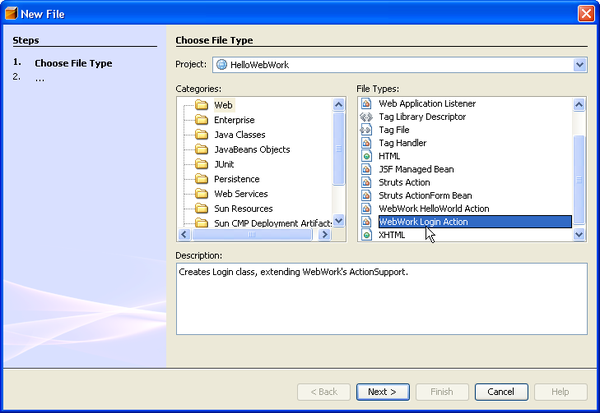 New File
Steps
1. Choose File Type
2. ...
Choose File Type
Project: HelloWebWork
Categories:
Web
Enterprise
Java Classes
JavaBeans Objects
JUnit
Persistence
Web Services
Sun Resources
Sun CMP Deployment Artifacts
File Types:
Web Application Listener
Tag Library Descriptor
Tag File
Tag Handler
HTML
JSF Managed Bean
Struts Action
Struts ActionForm Bean
WebWork HelloWorld Action
WebWork Login Action
XHTML
Description:
Creates Login class, extending WebWork's ActionSupport.
< Back Next > Finish Cancel Help